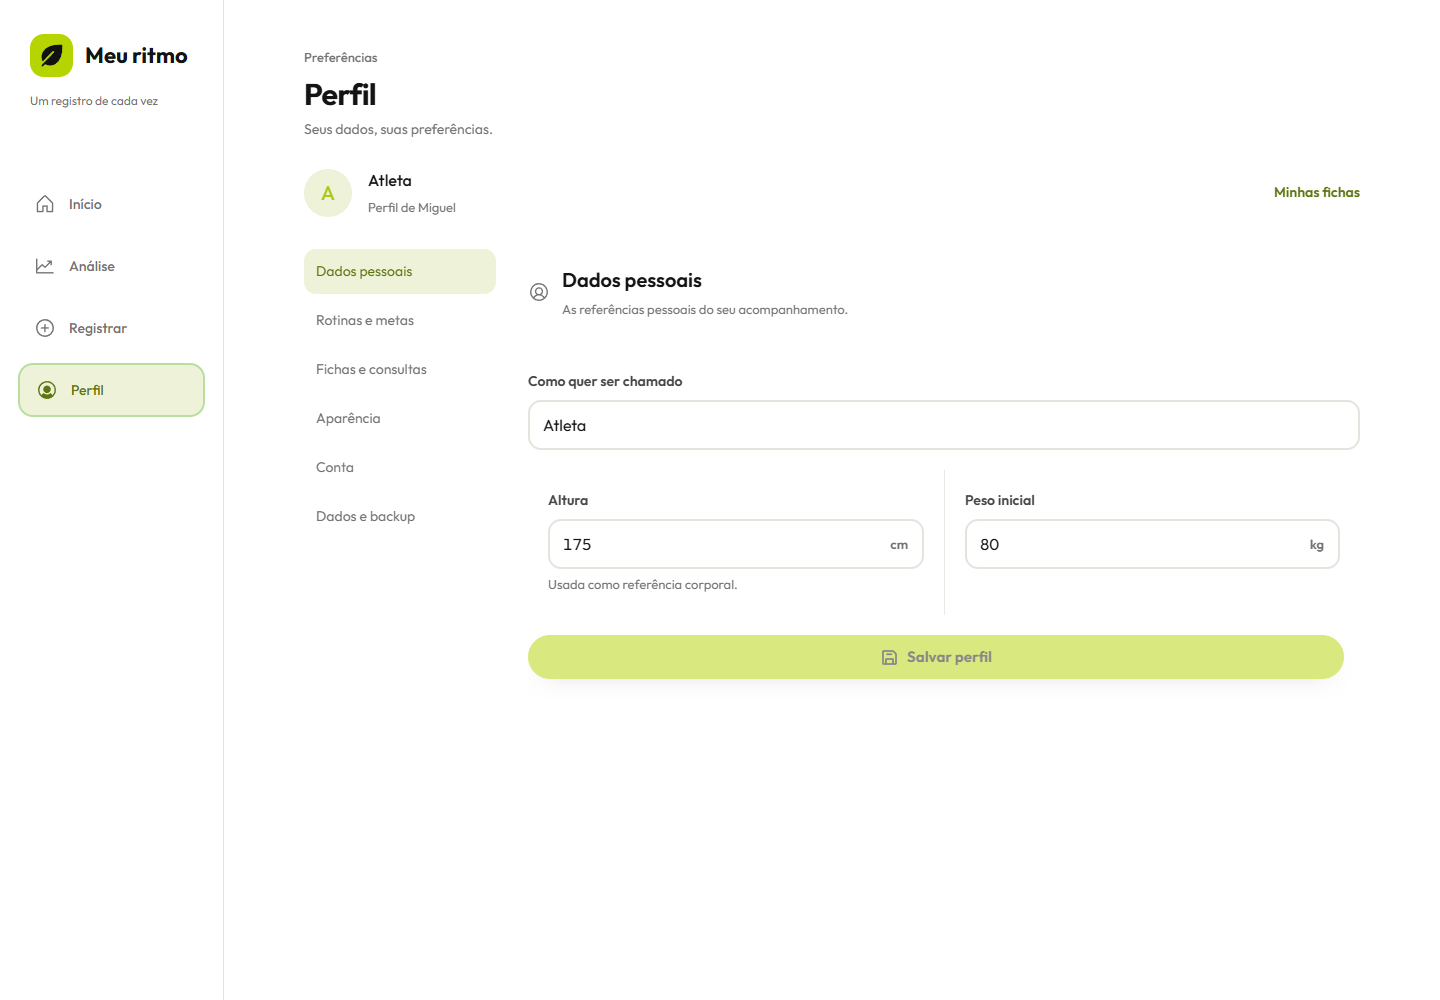 Meu ritmo
Um registro de cada vez
Início
Análise
Registrar
Perfil
Preferências
Perfil
Seus dados, suas preferências.
A
Atleta
Perfil de Miguel
Minhas fichas
Dados pessoais
Rotinas e metas
Fichas e consultas
Aparência
Conta
Dados e backup
Dados pessoais
As referências pessoais do seu acompanhamento.
Como quer ser chamado
Atleta
Altura
175 cm
Usada como referência corporal.
Peso inicial
80 kg
Salvar perfil